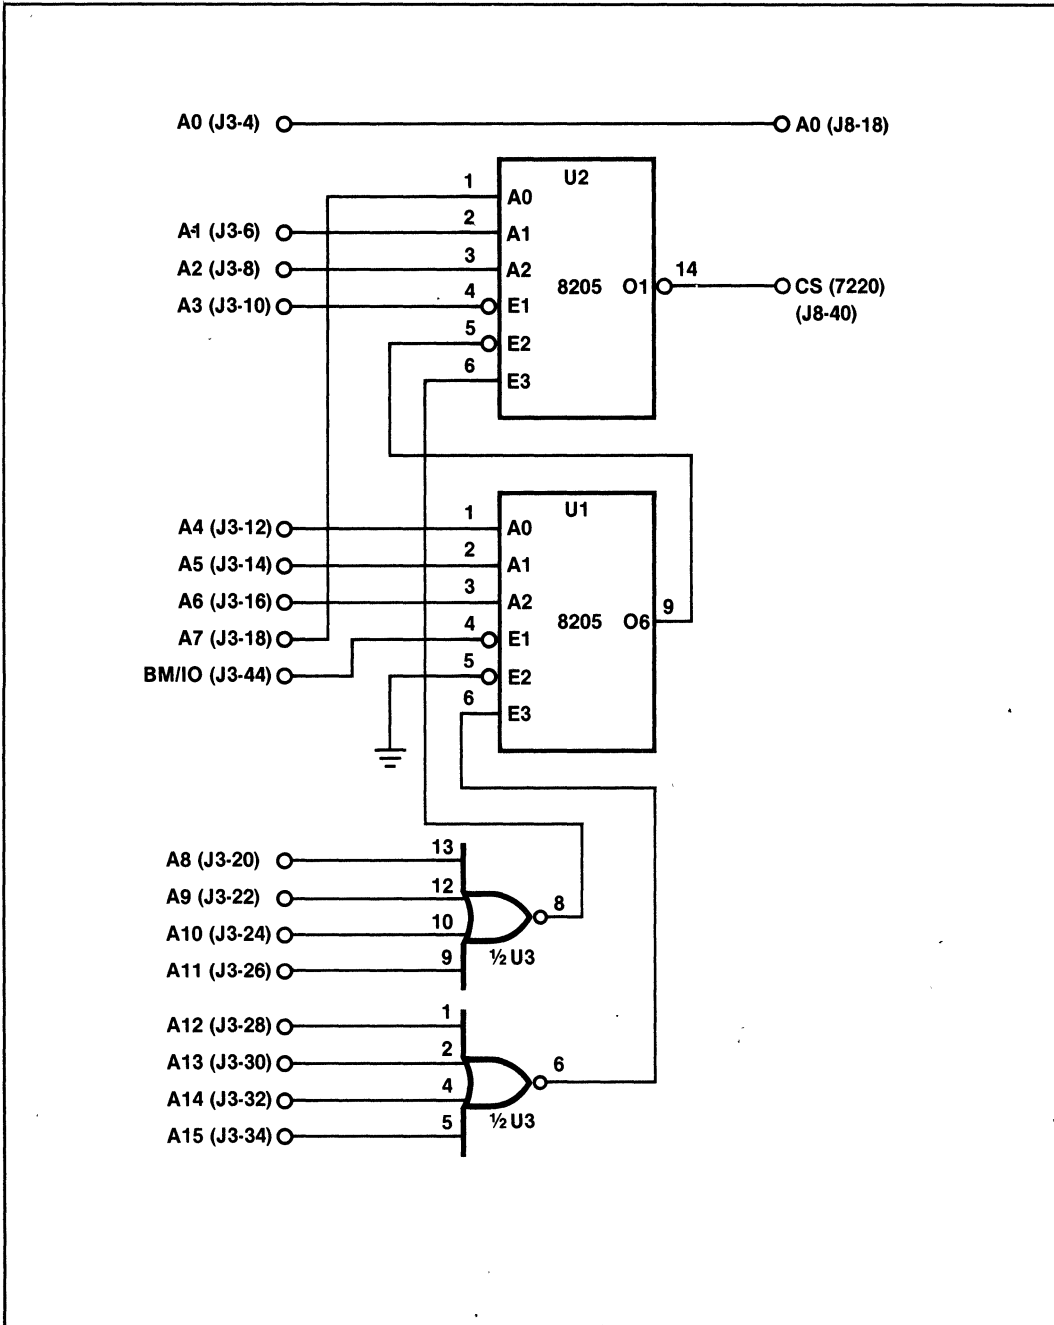 A0 (J3-4)
A0 (J8-18)
U2
1
A0
A1 (J3-6)
2
A1
A2 (J3-8)
3
A2
8205
O1
14
CS (7220)
(J8-40)
A3 (J3-10)
4
E1
5
E2
6
E3
U1
A4 (J3-12)
1
A0
A5 (J3-14)
2
A1
A6 (J3-16)
3
A2
8205
O6
9
A7 (J3-18)
4
E1
BM/IO (J3-44)
5
E2
6
E3
A8 (J3-20)
13
A9 (J3-22)
12
8
A10 (J3-24)
10
A11 (J3-26)
9
½ U3
A12 (J3-28)
1
A13 (J3-30)
2
6
A14 (J3-32)
4
A15 (J3-34)
5
½ U3